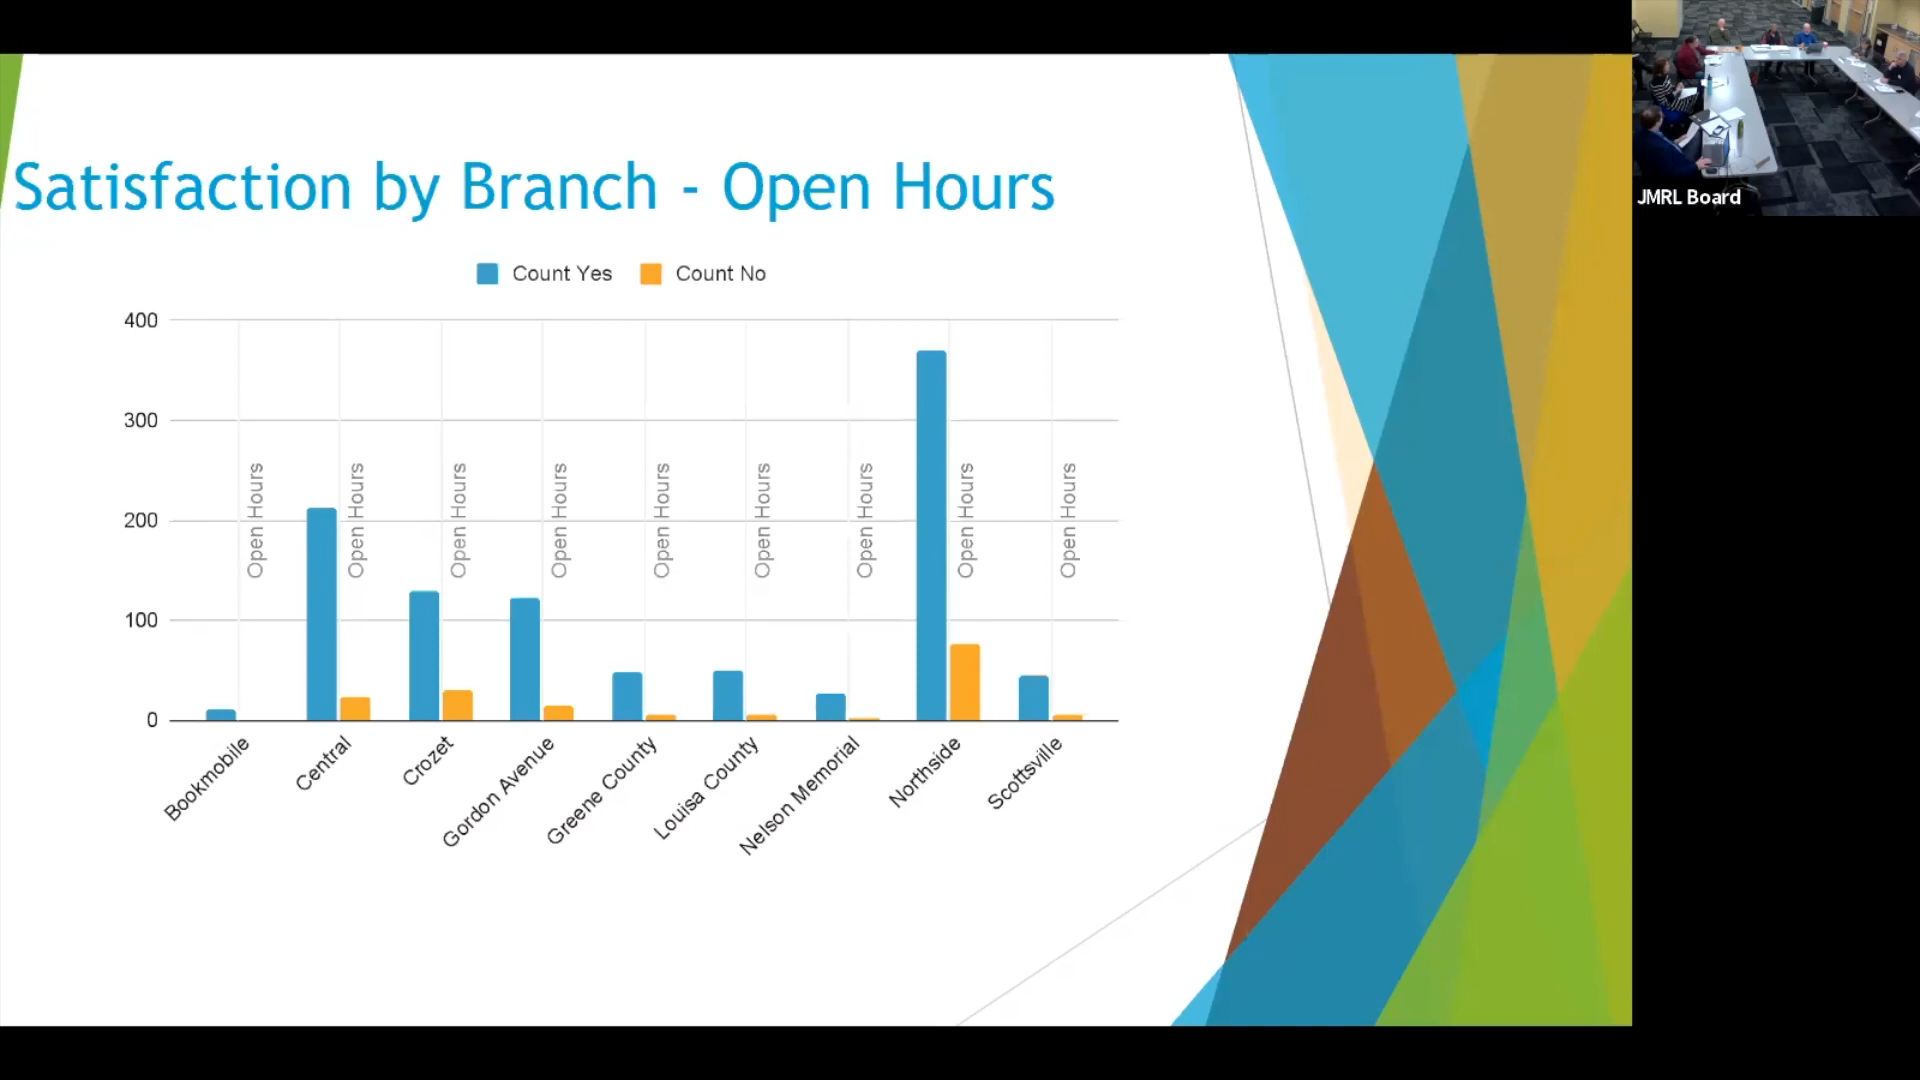 Satisfaction by Branch - Open Hours
Count Yes
Count No
400
300
200
100
0
Open Hours
Open Hours
Open Hours
Open Hours
Open Hours
Open Hours
Open Hours
Open Hours
Open Hours
Bookmobile
Central
Crozet
Gordon Avenue
Greene County
Louisa County
Nelson Memorial
Northside
Scottsville
JMRL Board